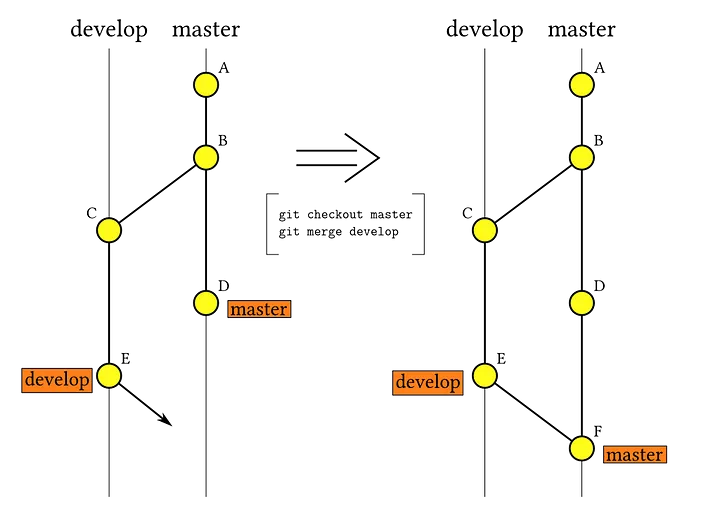 develop master
A
B
C
D
master
E
develop
git checkout master
git merge develop
develop master
A
B
C
D
E
develop
F
master